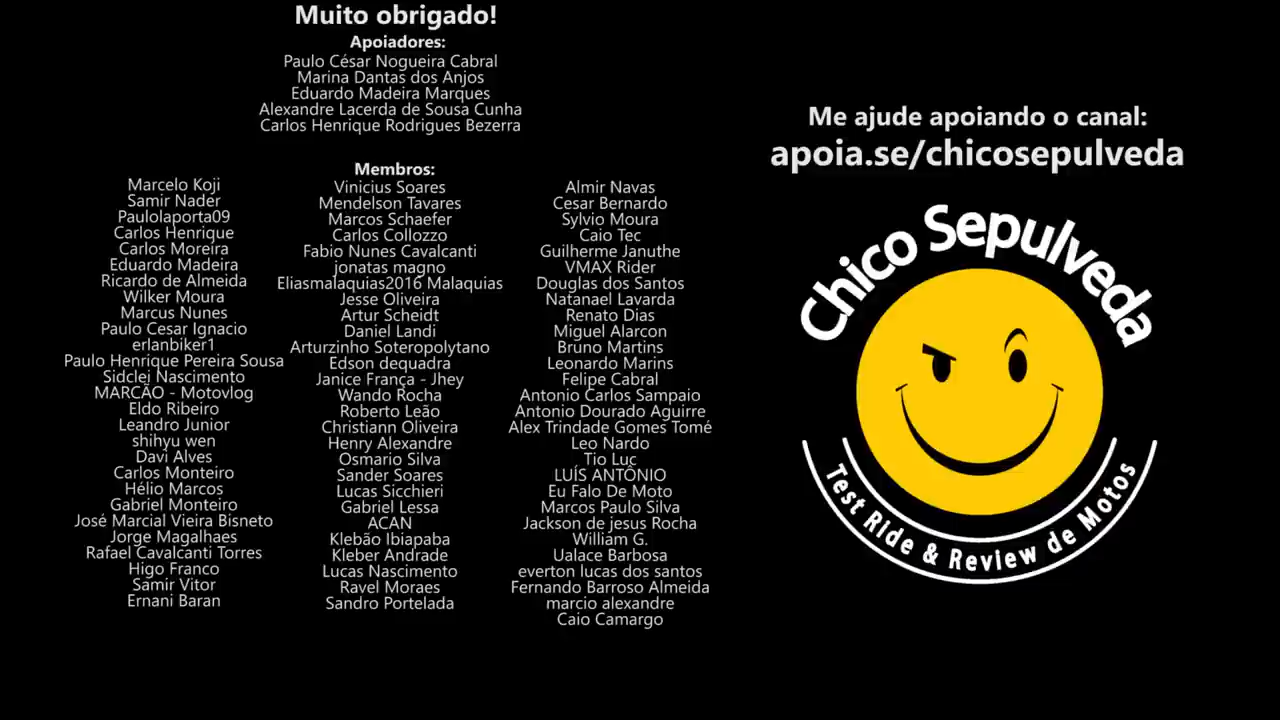 Muito obrigado!
Apoiadores:
Paulo César Nogueira Cabral
Marina Dantas dos Anjos
Eduardo Madeira Marques
Alexandre Lacerda de Sousa Cunha
Carlos Henrique Rodrigues Bezerra
Membros:
Marcelo Koji
Samir Nader
Paulolaporta09
Carlos Henrique
Carlos Moreira
Eduardo Madeira
Ricardo de Almeida
Wilker Moura
Marcus Nunes
Paulo Cesar Ignacio
erlanbiker1
Paulo Henrique Pereira Sousa
Sidclei Nascimento
MARCÃO - Motovlog
Eldo Ribeiro
Leandro Junior
shihyu wen
Davi Alves
Carlos Monteiro
Hélio Marcos
Gabriel Monteiro
José Marcial Vieira Bisneto
Jorge Magalhaes
Rafael Cavalcanti Torres
Higo Franco
Samir Vitor
Ernani Baran
Vinicius Soares
Mendelson Tavares
Marcos Schaefer
Carlos Collozzo
Fabio Nunes Cavalcanti
jonatas magno
Eliasmalaquias2016 Malaquias
Jesse Oliveira
Artur Scheidt
Daniel Landi
Arturzinho Soteropolytano
Edson dequadra
Janice França - Jhey
Wando Rocha
Roberto Leão
Christiann Oliveira
Henry Alexandre
Osmario Silva
Sander Soares
Lucas Sicchieri
Gabriel Lessa
ACAN
Klebão Ibiapaba
Kleber Andrade
Lucas Nascimento
Ravel Moraes
Sandro Portelada
Almir Navas
Cesar Bernardo
Sylvio Moura
Caio Tec
Guilherme Januthe
VMAX Rider
Douglas dos Santos
Natanael Lavarda
Renato Dias
Miguel Alarcon
Bruno Martins
Leonardo Marins
Felipe Cabral
Antonio Carlos Sampaio
Antonio Dourado Aguirre
Alex Trindade Gomes Tomé
Leo Nardo
Tio Luc
LUÍS ANTÔNIO
Eu Falo De Moto
Marcos Paulo Silva
Jackson de jesus Rocha
William G.
Ualace Barbosa
everton lucas dos santos
Fernando Barroso Almeida
marcio alexandre
Caio Camargo
Me ajude apoiando o canal:
apoia.se/chicosepulveda
Chico Sepulveda
Test Ride & Review de Motos